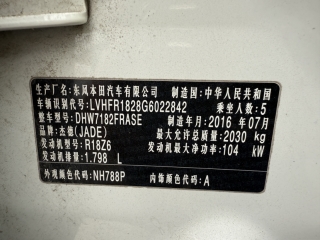 生产厂名:东风本田汽车有限公司 制造国:中华人民共和国
车辆识别代号:LVHFR1828G6022842 乘坐人数:5
整车型号:DHW7182FRASE 制造年月:2016 年07月
品牌:杰德(JADE) 最大允许总质量:2030 kg
发动机型号:R18Z6 发动机最大净功率:104 kW
发动机排量:1.798 L
外观颜色代码:NH788P 内饰颜色代码:A